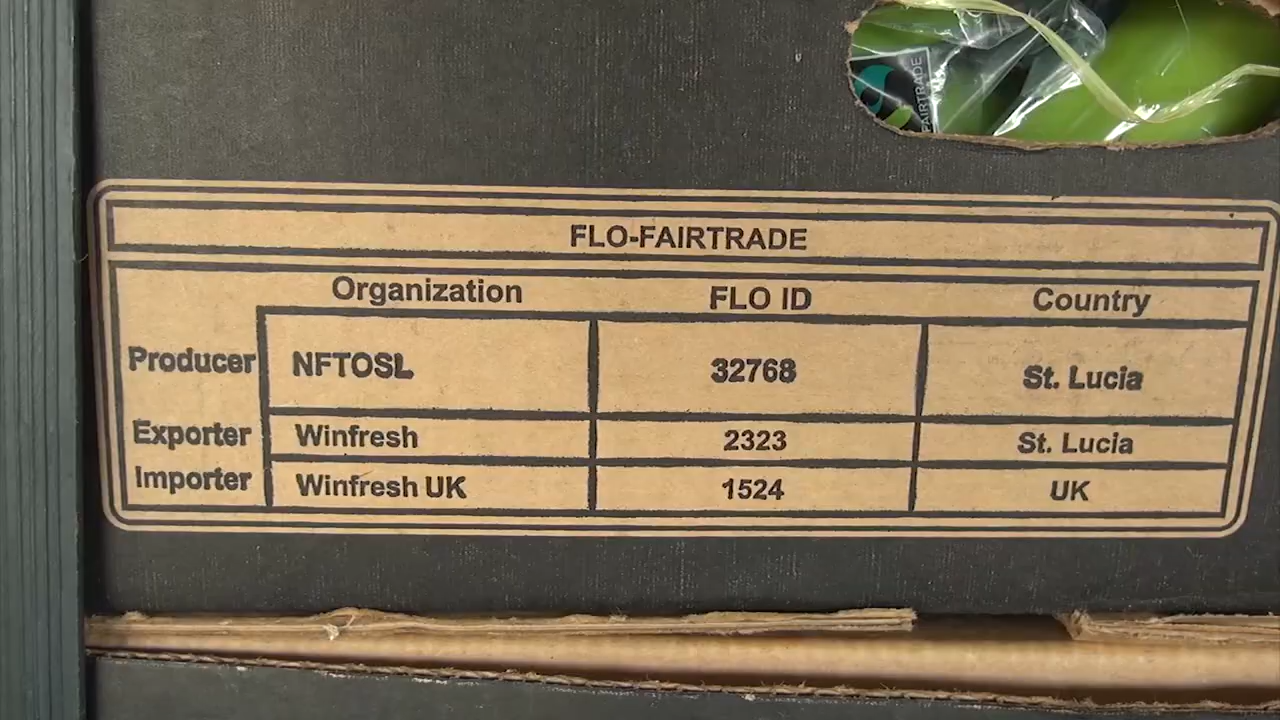 FAIRTRADE
FLO-FAIRTRADE
Organization FLO ID Country
Producer NFTOSL 32768 St. Lucia
Exporter Winfresh 2323 St. Lucia
Importer Winfresh UK 1524 UK